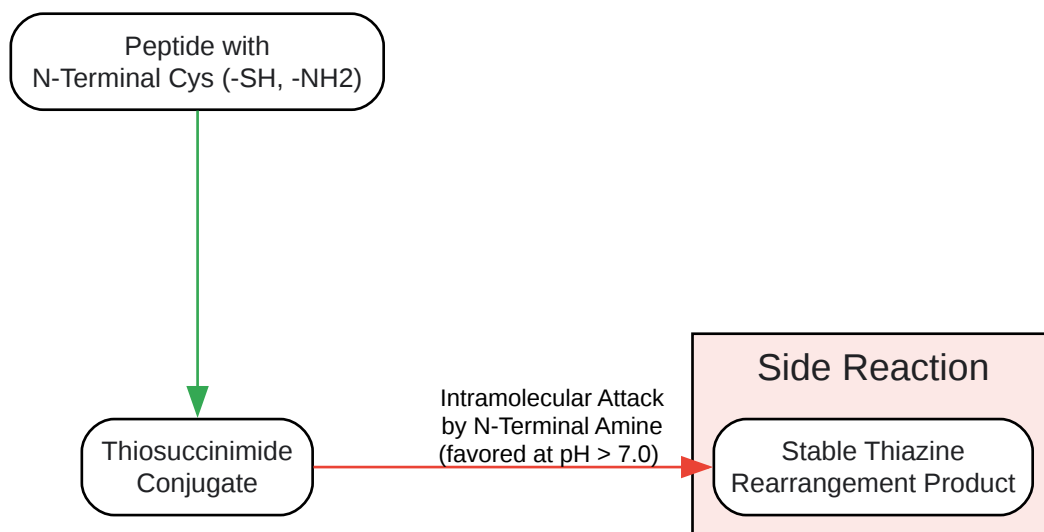 Peptide with
N-Terminal Cys (-SH, -NH2)
Side Reaction
Intramolecular Attack
by N-Terminal Amine
(favored at pH > 7.0)
Thiosuccinimide
Conjugate
Stable Thiazine
Rearrangement Product